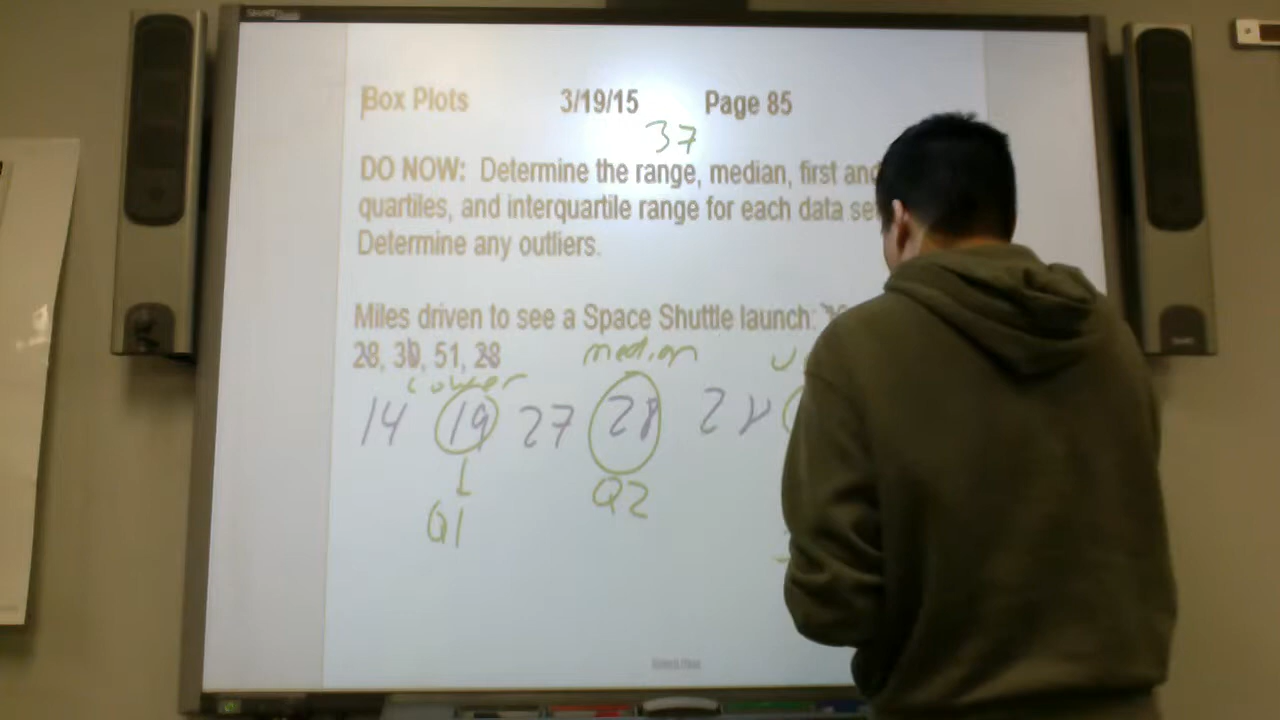 Box Plots 3/19/15 Page 85
37
DO NOW: Determine the range, median, first and
quartiles, and interquartile range for each data set
Determine any outliers.
Miles driven to see a Space Shuttle launch:
28, 30, 51, 28
lower median
14 19 27 28 28
Q1 Q2